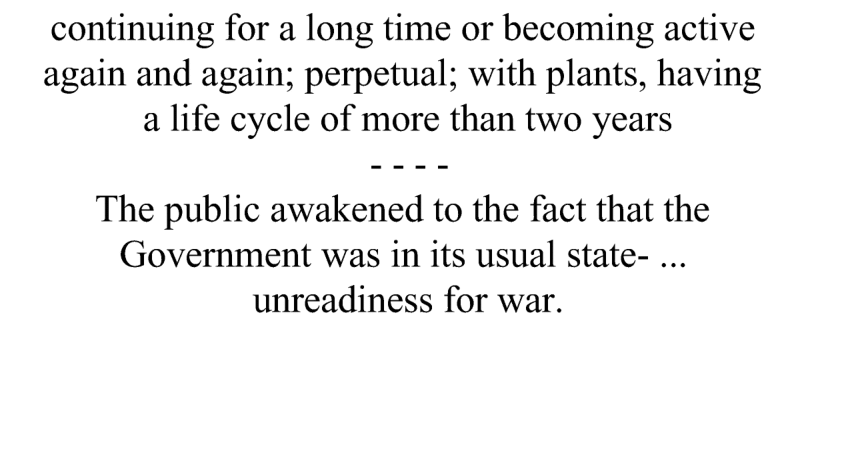 continuing for a long time or becoming active
again and again; perpetual; with plants, having
a life cycle of more than two years
- - - -
The public awakened to the fact that the
Government was in its usual state- ...
unreadiness for war.